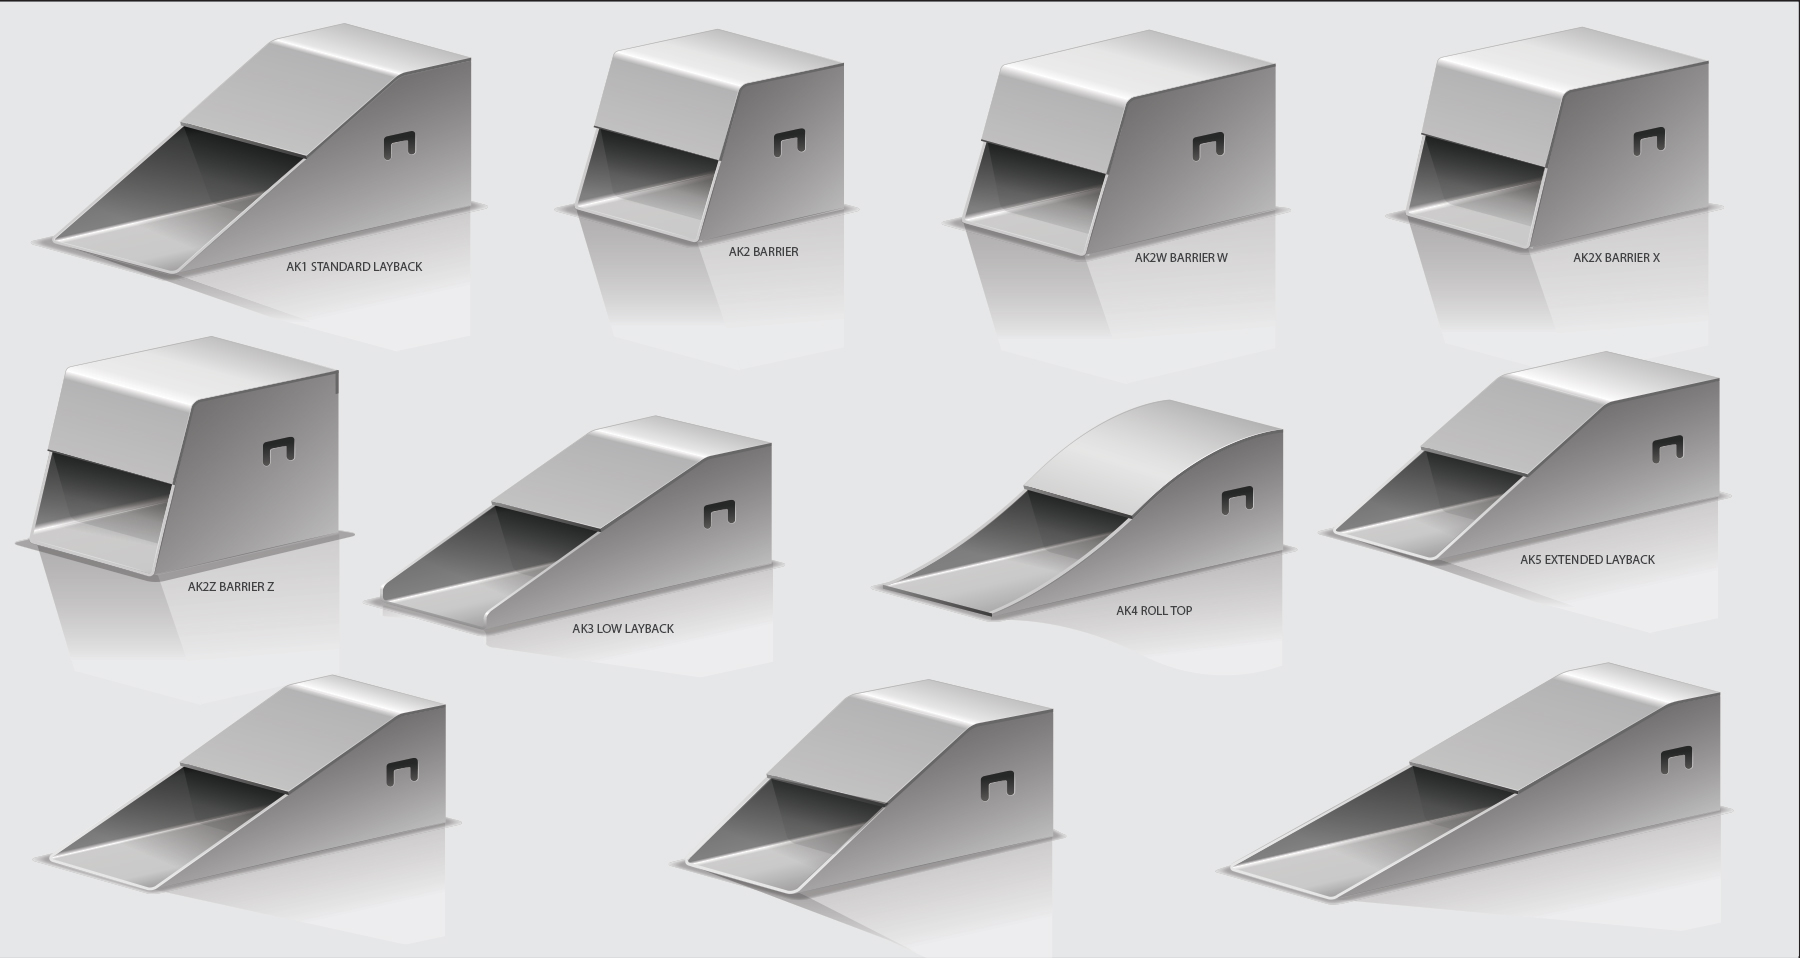 AK1 STANDARD LAYBACK
AK2 BARRIER
AK2W BARRIER W
AK2X BARRIER X
AK2Z BARRIER Z
AK3 LOW LAYBACK
AK4 ROLL TOP
AK5 EXTENDED LAYBACK